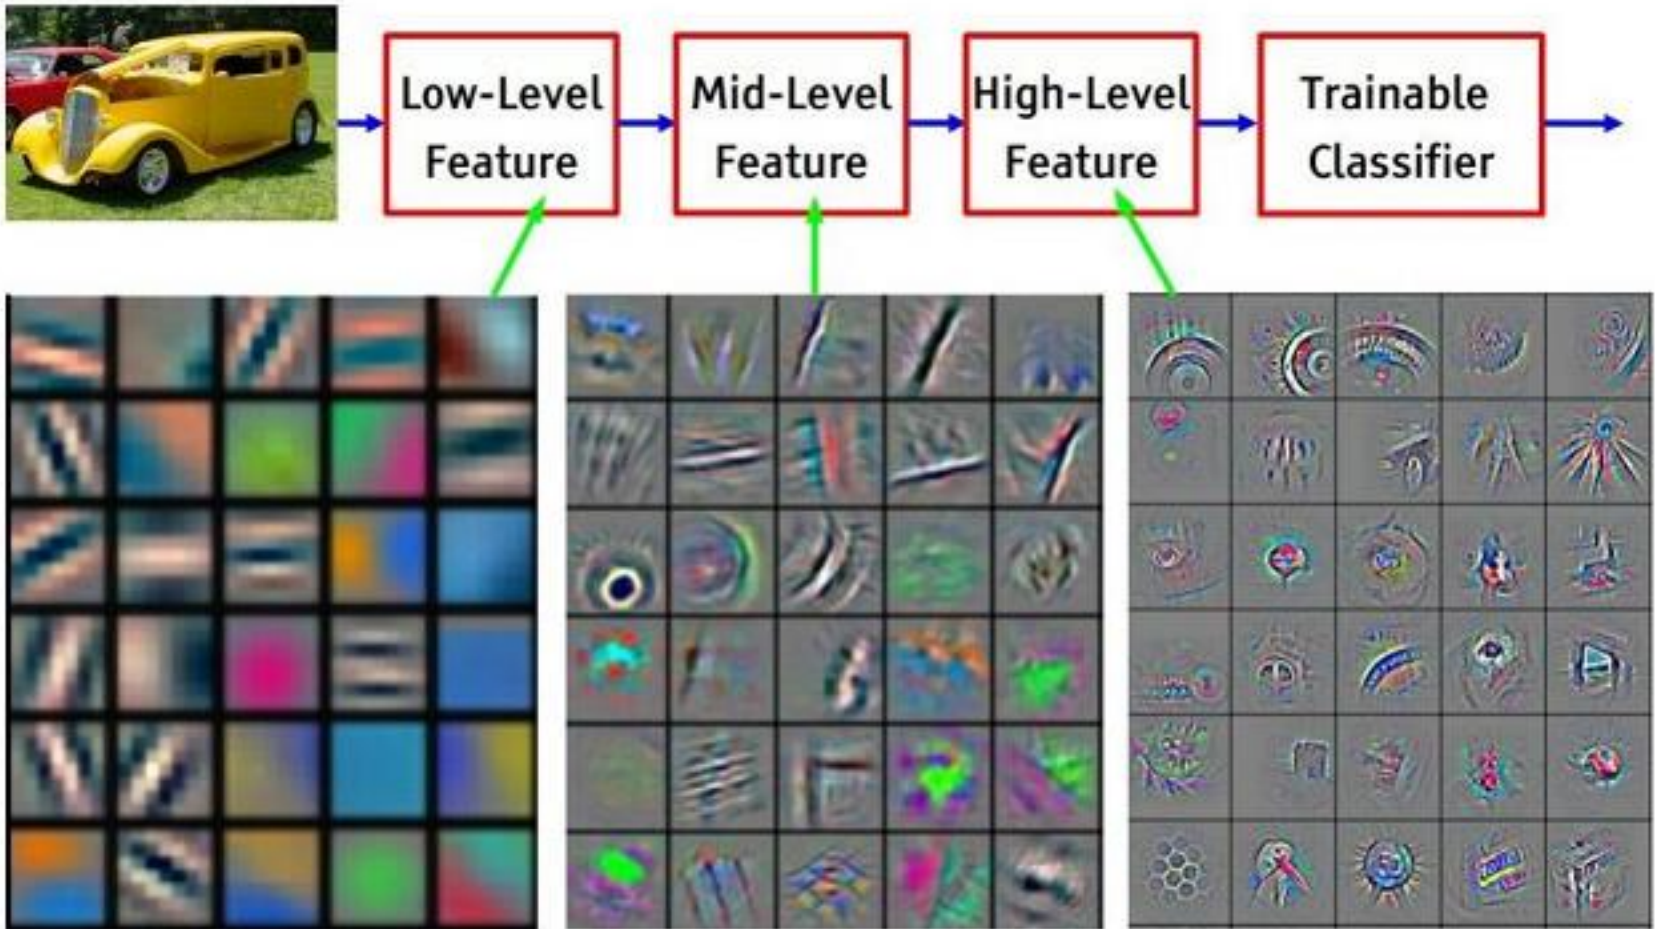 Low-Level
Feature
Mid-Level
Feature
High-Level
Feature
Trainable
Classifier